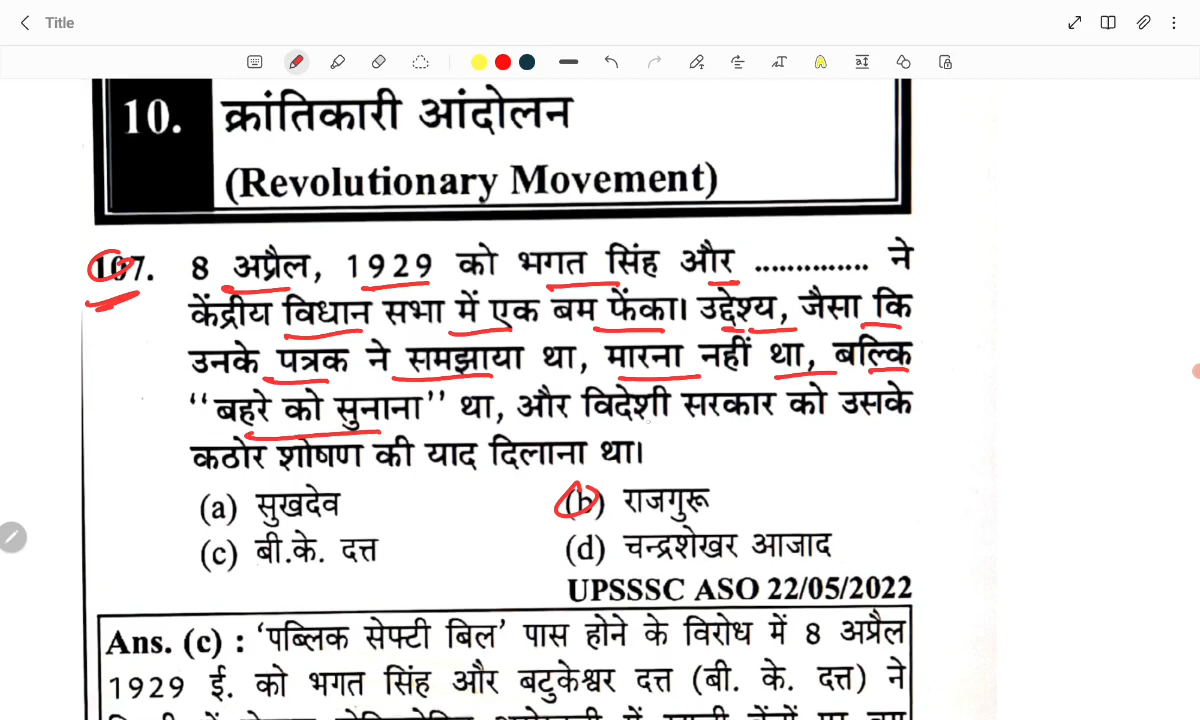 Title
10. क्रांतिकारी आंदोलन
(Revolutionary Movement)
107. 8 अप्रैल, 1929 को भगत सिंह और .............. ने
केंद्रीय विधान सभा में एक बम फेंका। उद्देश्य, जैसा कि
उनके पत्रक ने समझाया था, मारना नहीं था, बल्कि
‘‘बहरे को सुनाना’’ था, और विदेशी सरकार को उसके
कठोर शोषण की याद दिलाना था।
(a) सुखदेव (b) राजगुरू
(c) बी.के. दत्त (d) चन्द्रशेखर आजाद
UPSSSC ASO 22/05/2022
Ans. (c) : ‘पब्लिक सेफ्टी बिल’ पास होने के विरोध में 8 अप्रैल
1929 ई. को भगत सिंह और बटुकेश्वर दत्त (बी. के. दत्त) ने